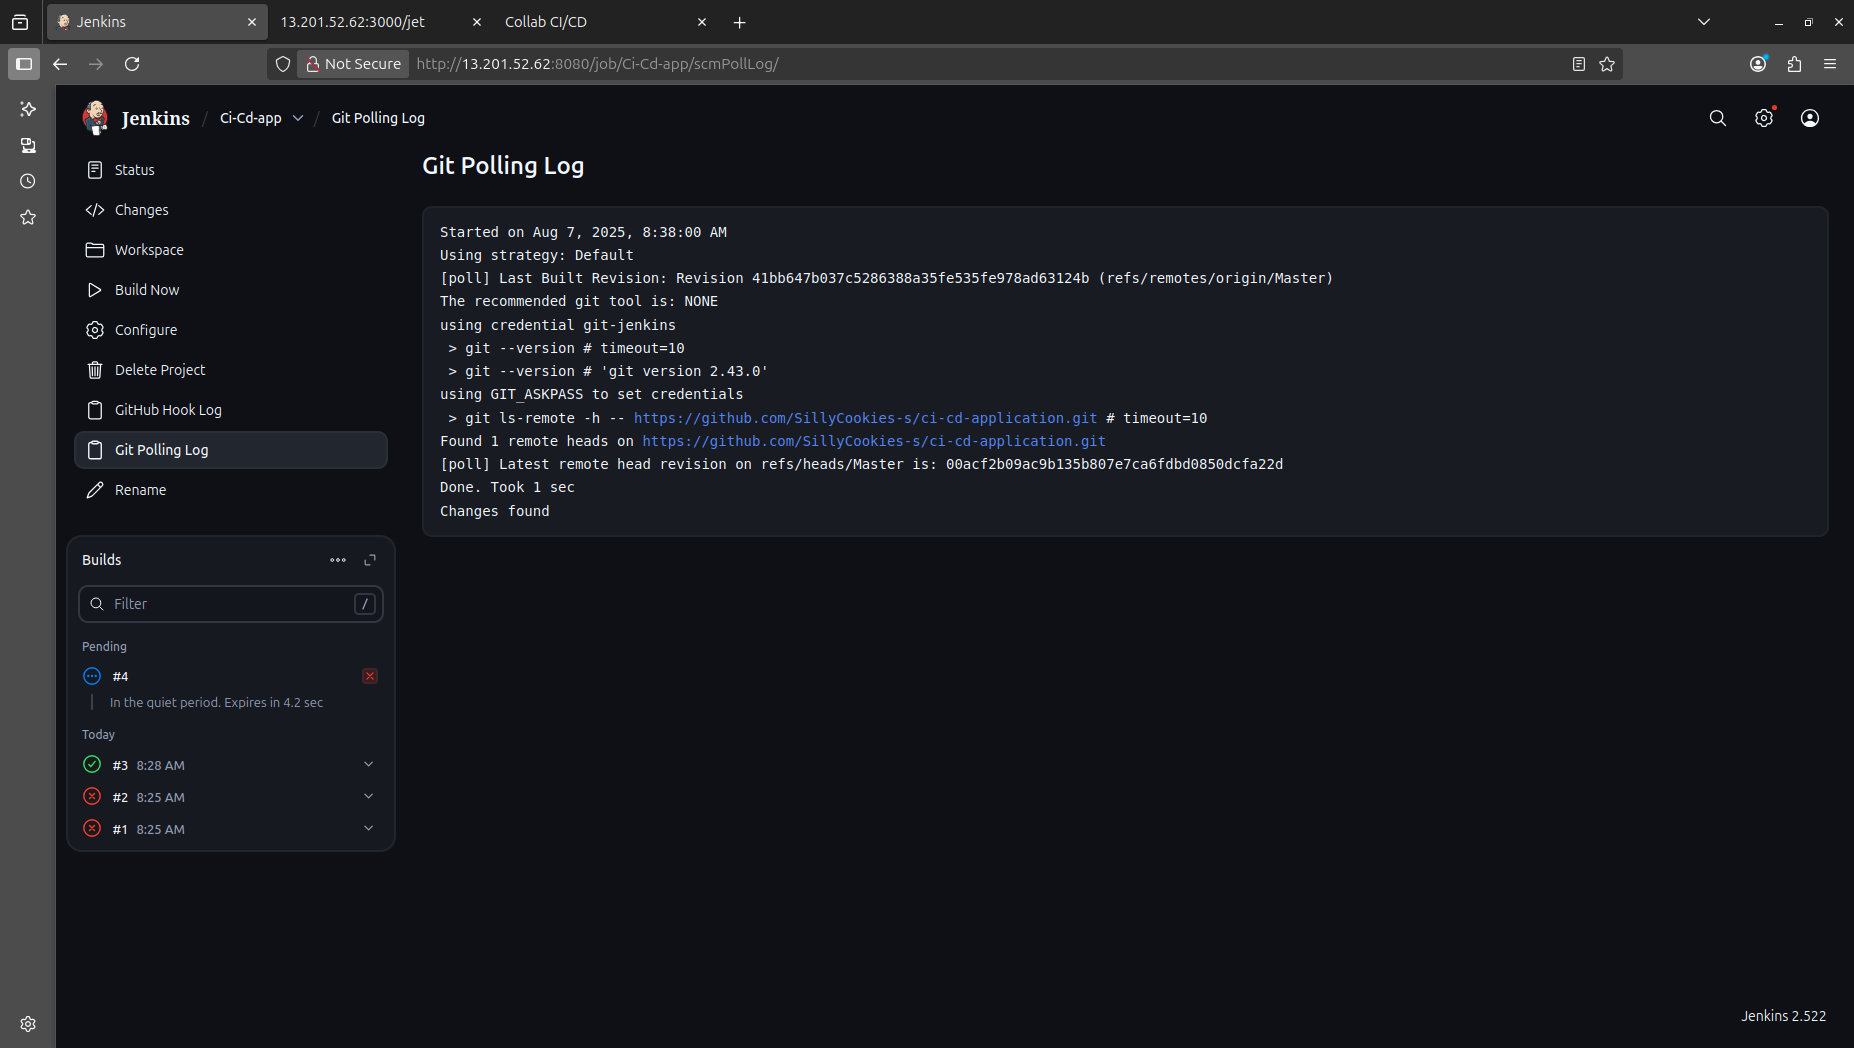 Jenkins
13.201.52.62:3000/jet
Collab CI/CD
Not Secure http://13.201.52.62:8080/job/Ci-Cd-app/scmPollLog/
Jenkins / Ci-Cd-app / Git Polling Log
Status
Changes
Workspace
Build Now
Configure
Delete Project
GitHub Hook Log
Git Polling Log
Rename
Builds
Filter /
Pending
#4
In the quiet period. Expires in 4.2 sec
Today
#3 8:28 AM
#2 8:25 AM
#1 8:25 AM
Git Polling Log
Started on Aug 7, 2025, 8:38:00 AM
Using strategy: Default
[poll] Last Built Revision: Revision 41bb647b037c5286388a35fe535fe978ad63124b (refs/remotes/origin/Master)
The recommended git tool is: NONE
using credential git-jenkins
> git --version # timeout=10
> git --version # 'git version 2.43.0'
using GIT_ASKPASS to set credentials
> git ls-remote -h -- https://github.com/SillyCookies-s/ci-cd-application.git # timeout=10
Found 1 remote heads on https://github.com/SillyCookies-s/ci-cd-application.git
[poll] Latest remote head revision on refs/heads/Master is: 00acf2b09ac9b135b807e7ca6fdbd0850dcfa22d
Done. Took 1 sec
Changes found
Jenkins 2.522